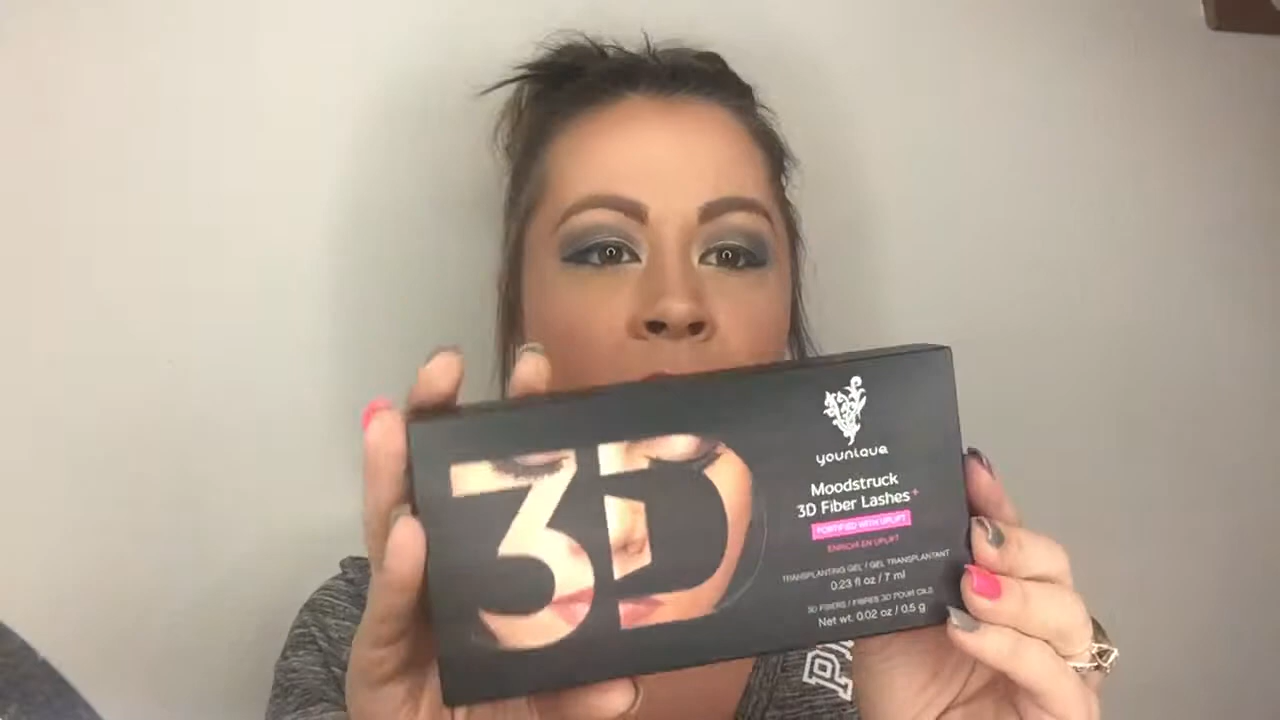 3D
younique
Moodstruck
3D Fiber Lashes+
FORTIFIED WITH UPLIFT
ENRICHI EN UPLIFT
TRANSPLANTING GEL / GEL TRANSPLANTANT
0.23 fl oz / 7 ml
3D FIBERS / FIBRES 3D POUR CILS
Net wt. 0.02 oz / 0.5 g